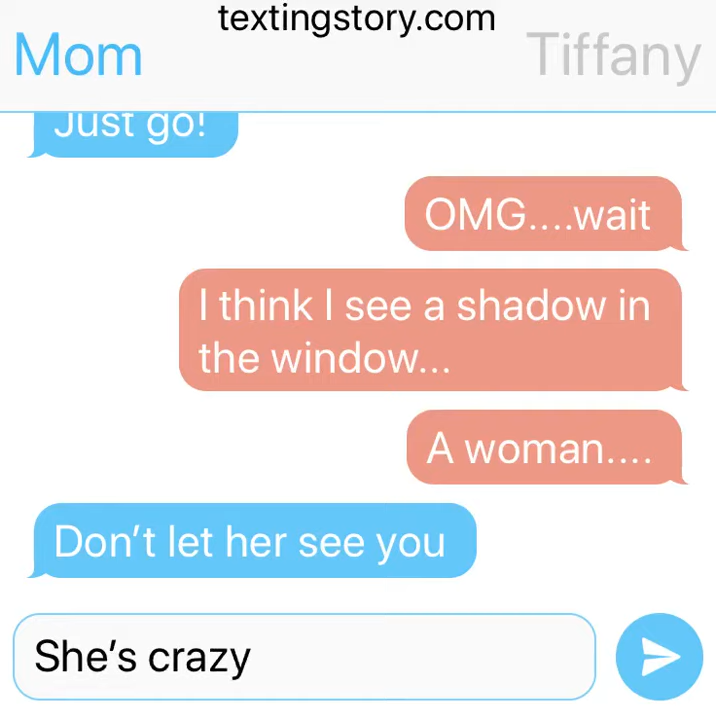 textingstory.com
Mom
Tiffany
Just go!
OMG....wait
I think I see a shadow in
the window...
A woman....
Don’t let her see you
She’s crazy